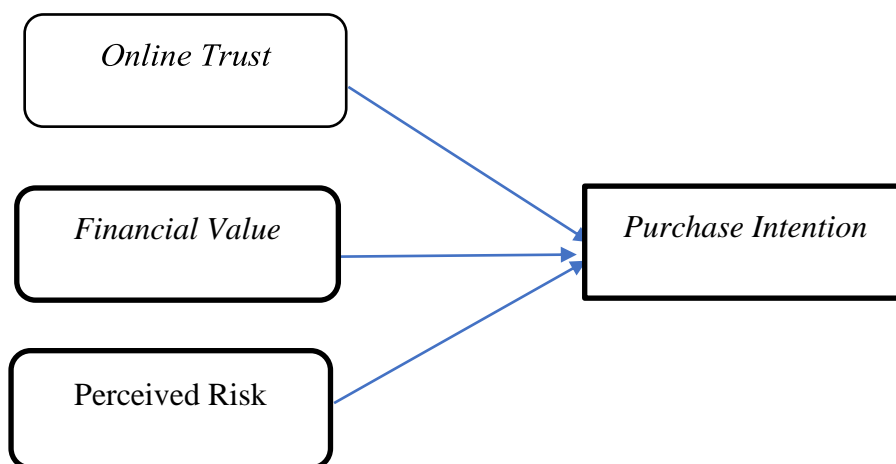 Online Trust
Financial Value
Purchase Intention
Perceived Risk